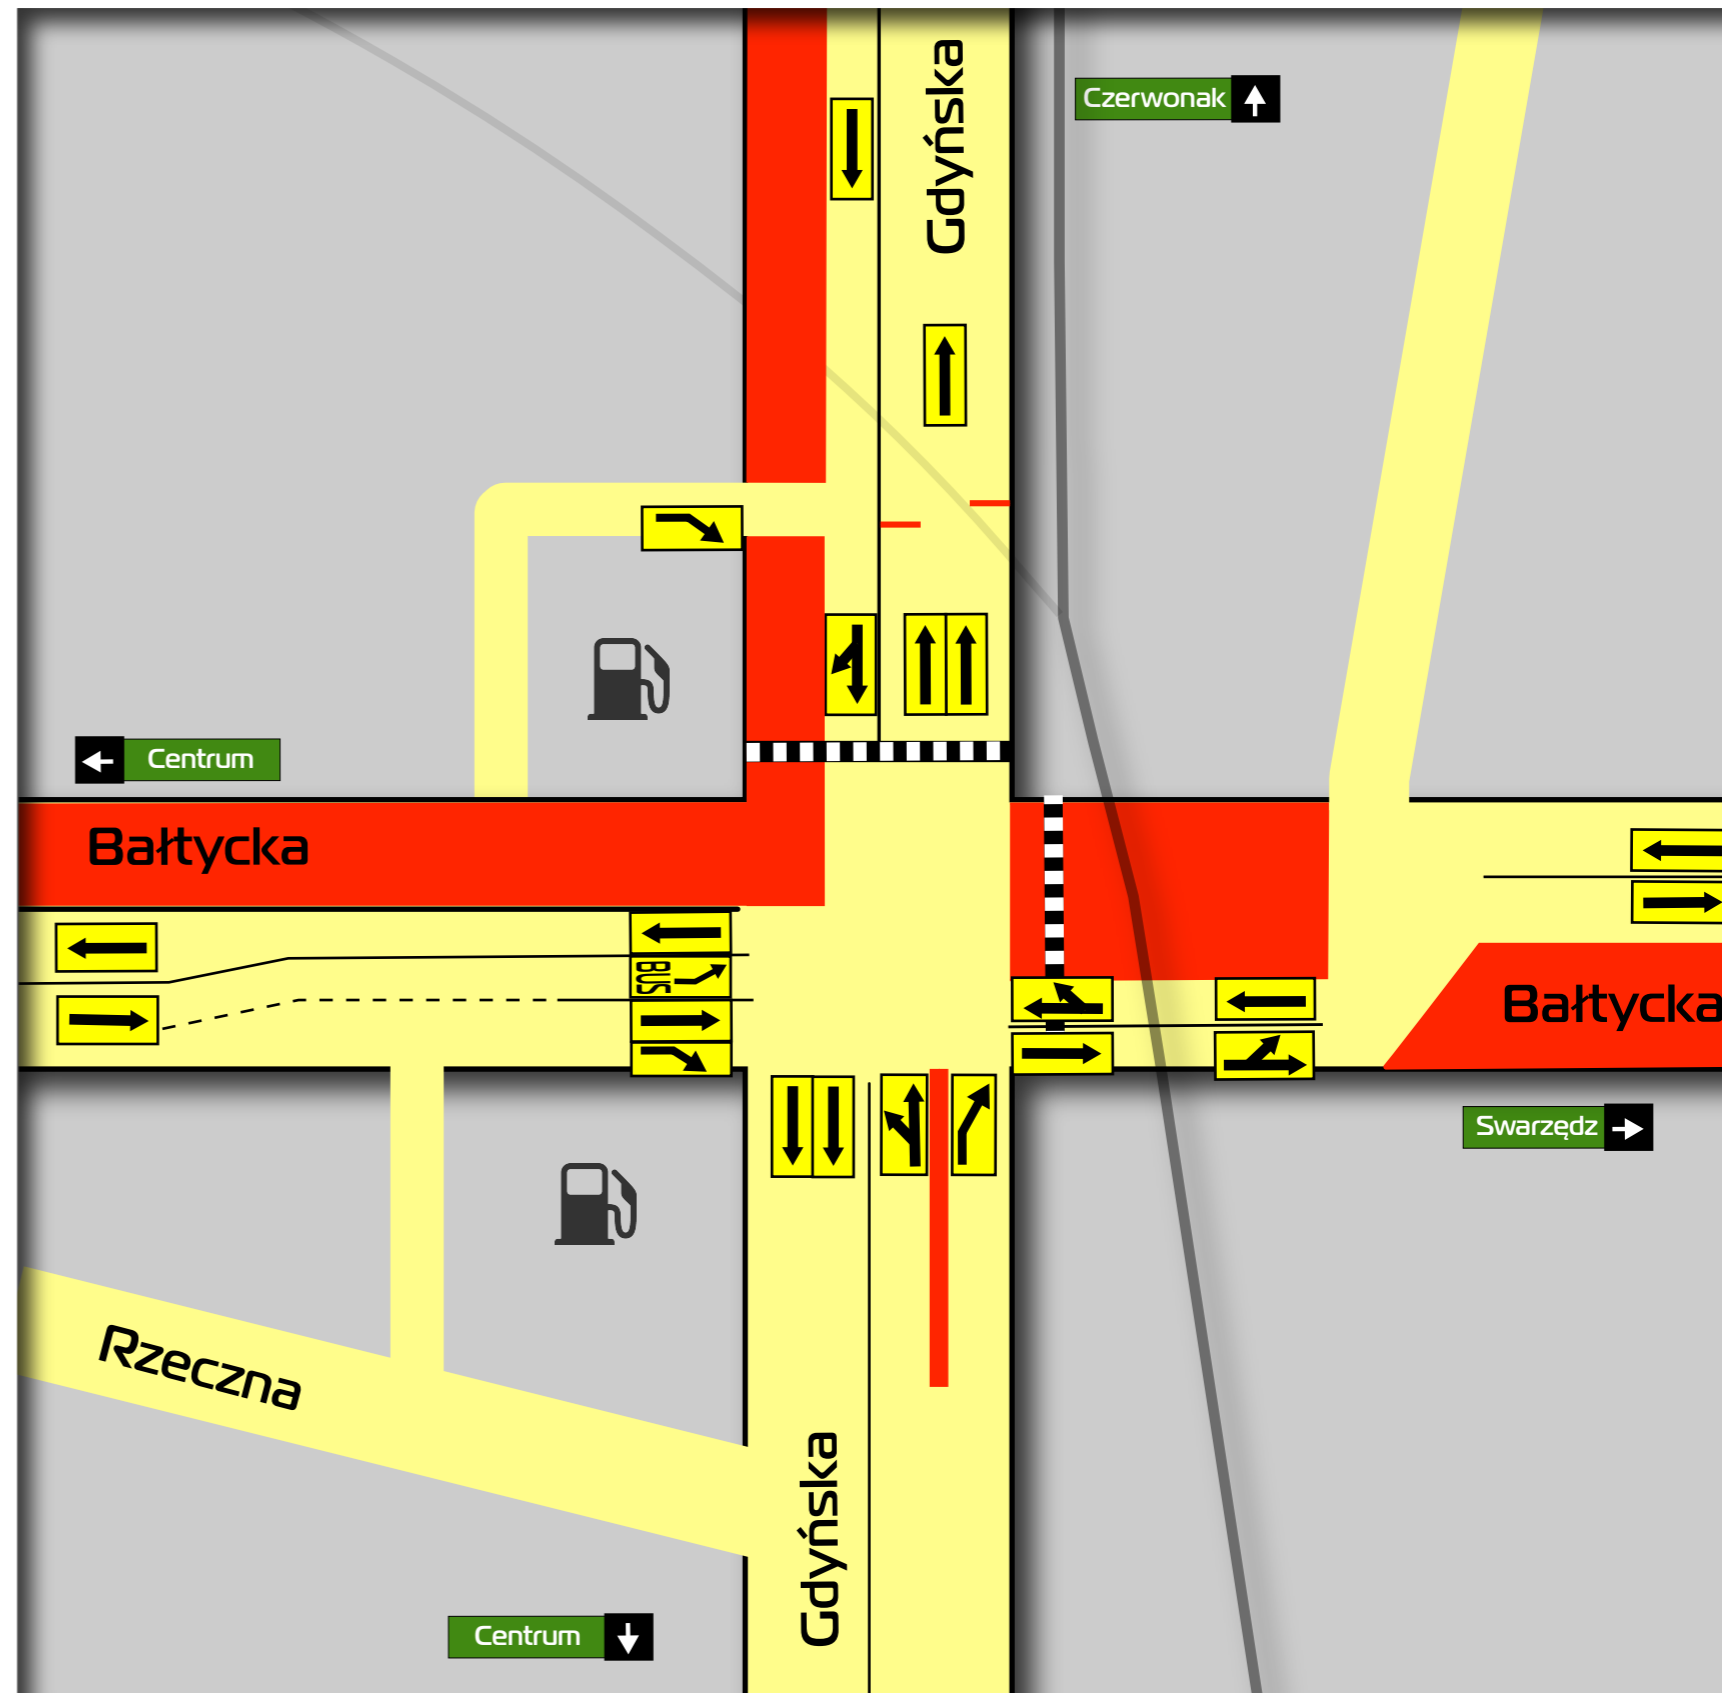 Gdyńska
Czerwonak
Centrum
Bałtycka
BUS
Bałtycka
Swarzędz
Rzeczna
Gdyńska
Centrum